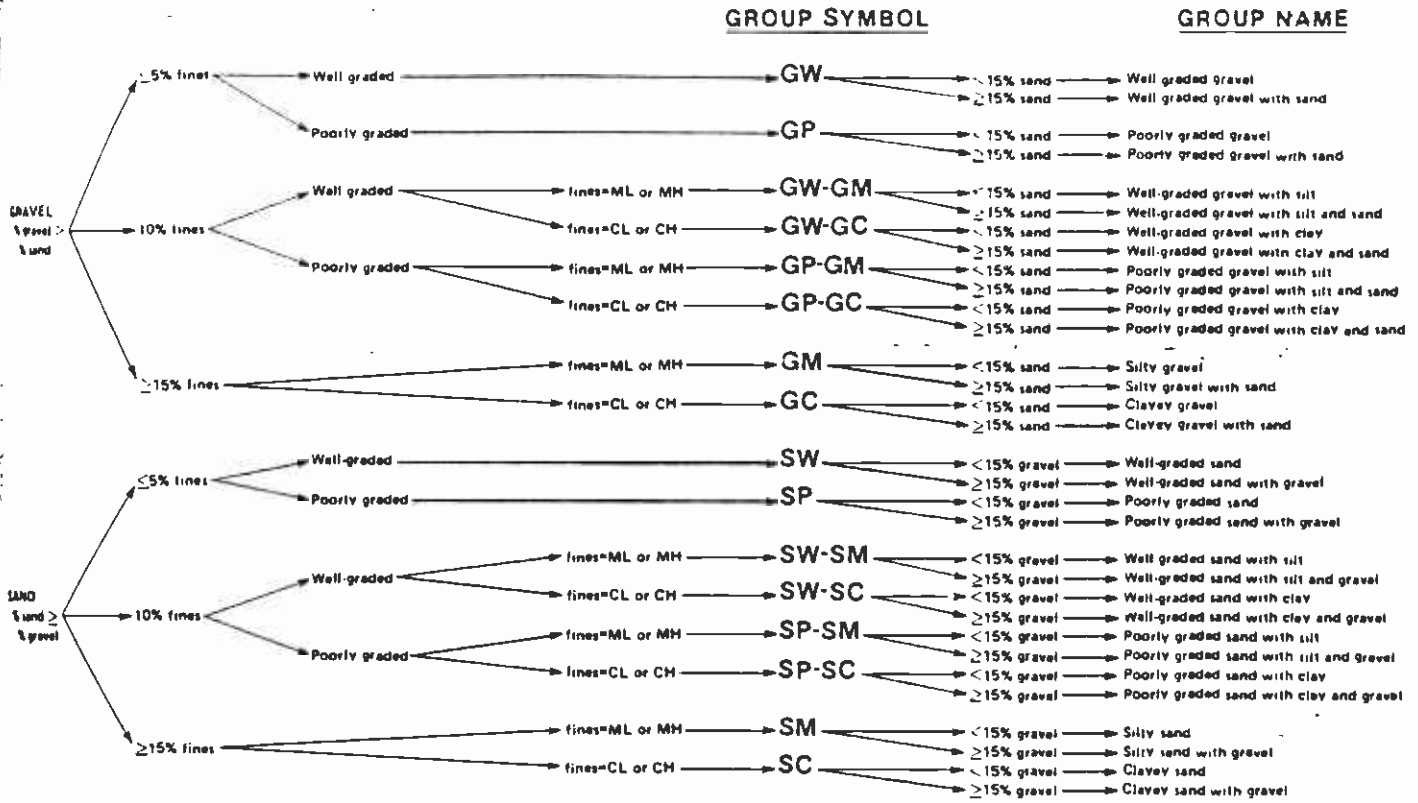 GROUP SYMBOL GROUP NAME
≤5% fines Well graded GW <15% sand Well graded gravel
≥15% sand Well graded gravel with sand
Poorly graded GP <15% sand Poorly graded gravel
≥15% sand Poorly graded gravel with sand
GRAVEL
% gravel >
% sand
10% fines Well graded fines=ML or MH GW-GM <15% sand Well-graded gravel with silt
≥15% sand Well-graded gravel with silt and sand
fines=CL or CH GW-GC <15% sand Well-graded gravel with clay
≥15% sand Well-graded gravel with clay and sand
Poorly graded fines=ML or MH GP-GM <15% sand Poorly graded gravel with silt
≥15% sand Poorly graded gravel with silt and sand
fines=CL or CH GP-GC <15% sand Poorly graded gravel with clay
≥15% sand Poorly graded gravel with clay and sand
≥15% fines fines=ML or MH GM <15% sand Silty gravel
≥15% sand Silty gravel with sand
fines=CL or CH GC <15% sand Clayey gravel
≥15% sand Clayey gravel with sand
≤5% fines Well-graded SW <15% gravel Well-graded sand
≥15% gravel Well-graded sand with gravel
Poorly graded SP <15% gravel Poorly graded sand
≥15% gravel Poorly graded sand with gravel
SAND
% sand ≥
% gravel
10% fines Well-graded fines=ML or MH SW-SM <15% gravel Well graded sand with silt
≥15% gravel Well-graded sand with silt and gravel
fines=CL or CH SW-SC <15% gravel Well-graded sand with clay
≥15% gravel Well-graded sand with clay and gravel
Poorly graded fines=ML or MH SP-SM <15% gravel Poorly graded sand with silt
≥15% gravel Poorly graded sand with silt and gravel
fines=CL or CH SP-SC <15% gravel Poorly graded sand with clay
≥15% gravel Poorly graded sand with clay and gravel
≥15% fines fines=ML or MH SM <15% gravel Silty sand
≥15% gravel Silty sand with gravel
fines=CL or CH SC <15% gravel Clayey sand
≥15% gravel Clayey sand with gravel